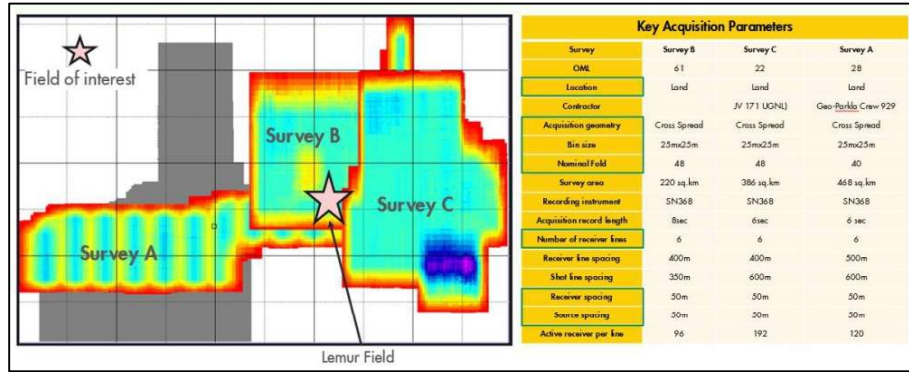 Field of interest
Survey B
Survey C
Survey A
Lemur Field
Key Acquisition Parameters
Survey Survey B Survey C Survey A
OML 61 22 28
Location Land Land Land
Contractor JV 171 UGNL) Geo-Parkla Crew 929
Acquisition geometry Cross Spread Cross Spread Cross Spread
Bin size 25mx25m 25mx25m 25mx25m
Nominal Fold 48 48 40
Survey area 220 sq.km 386 sq.km 468 sq.km
Recording instrument SN368 SN368 SN368
Acquisition record length 8sec 6sec 6 sec
Number of receiver lines 6 6 6
Receiver line spacing 400m 400m 500m
Shot line spacing 350m 600m 600m
Receiver spacing 50m 50m 50m
Source spacing 50m 50m 50m
Active receiver per line 96 192 120